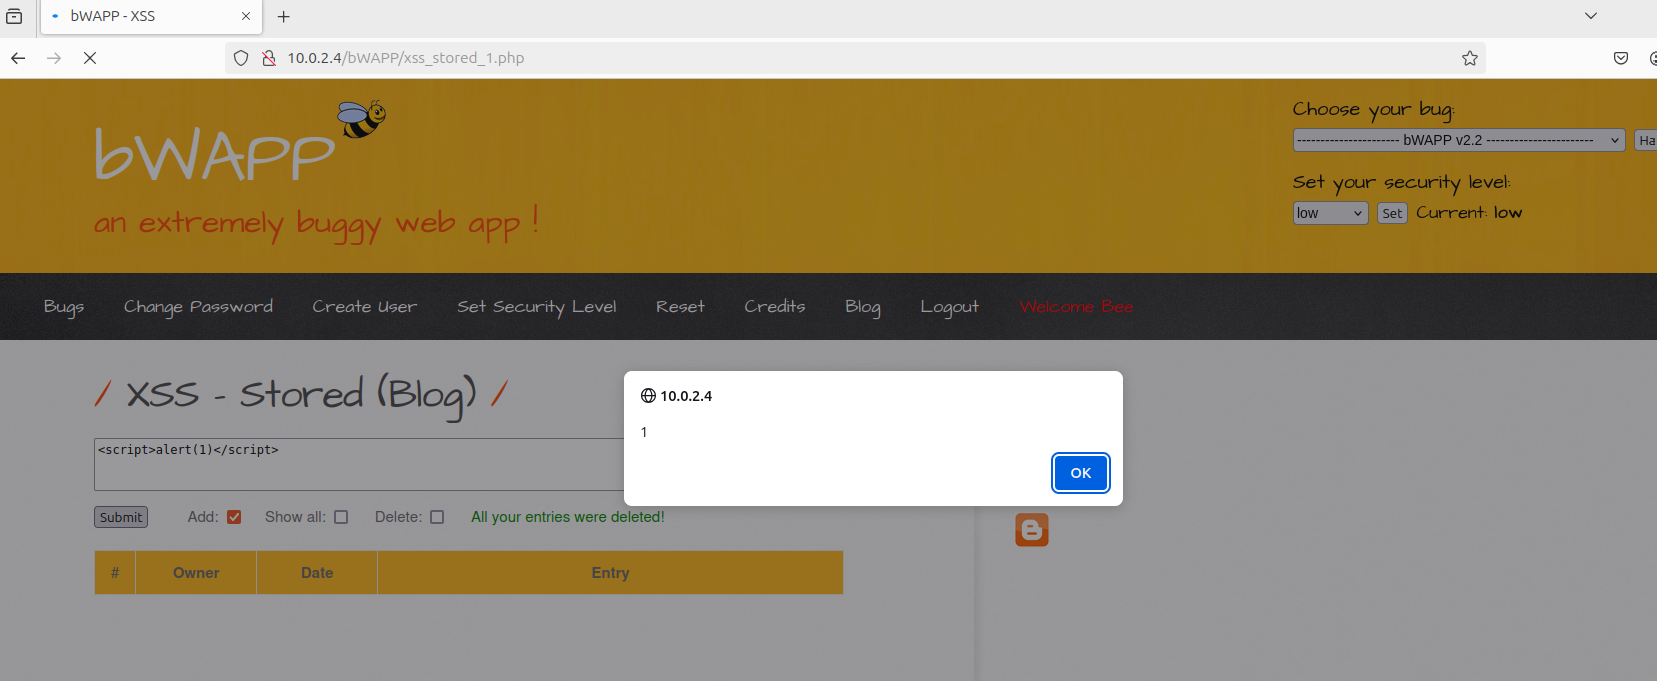 bWAPP - XSS
10.0.2.4/bWAPP/xss_stored_1.php
bWAPP
an extremely buggy web app !
Choose your bug:
---------------------- bWAPP v2.2 -----------------------
Ha
Set your security level:
low Set Current: low
Bugs Change Password Create User Set Security Level Reset Credits Blog Logout Welcome Bee
/ XSS - Stored (Blog) /
<script>alert(1)</script>
10.0.2.4
1
OK
Submit Add: Show all: Delete: All your entries were deleted!
# Owner Date Entry